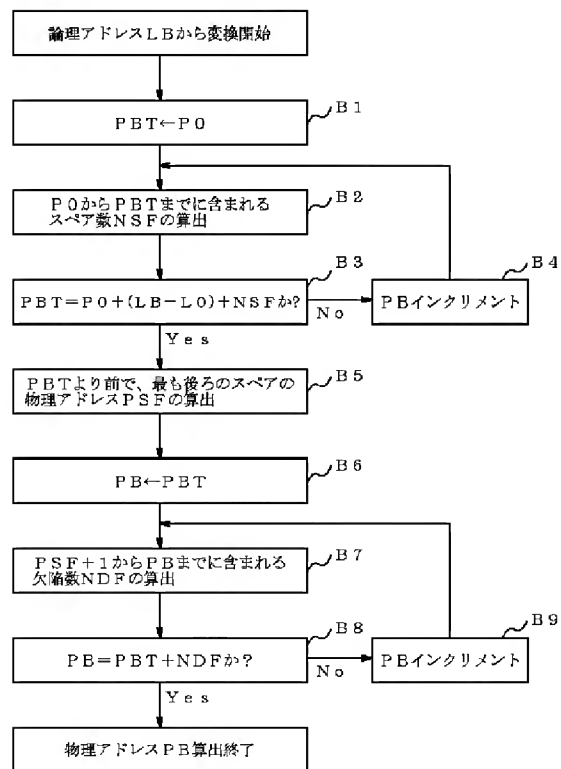 論理アドレスLBから変換開始
B1
PBT←P0
B2
P0からPBTまでに含まれる
スペア数NSFの算出
B3
PBT=P0+(LB-L0)+NSFか?
No
B4
PBインクリメント
Yes
B5
PBTより前で、最も後ろのスペアの
物理アドレスPSFの算出
B6
PB←PBT
B7
PSF+1からPBまでに含まれる
欠陥数NDFの算出
B8
PB=PBT+NDFか?
No
B9
PBインクリメント
Yes
物理アドレスPB算出終了